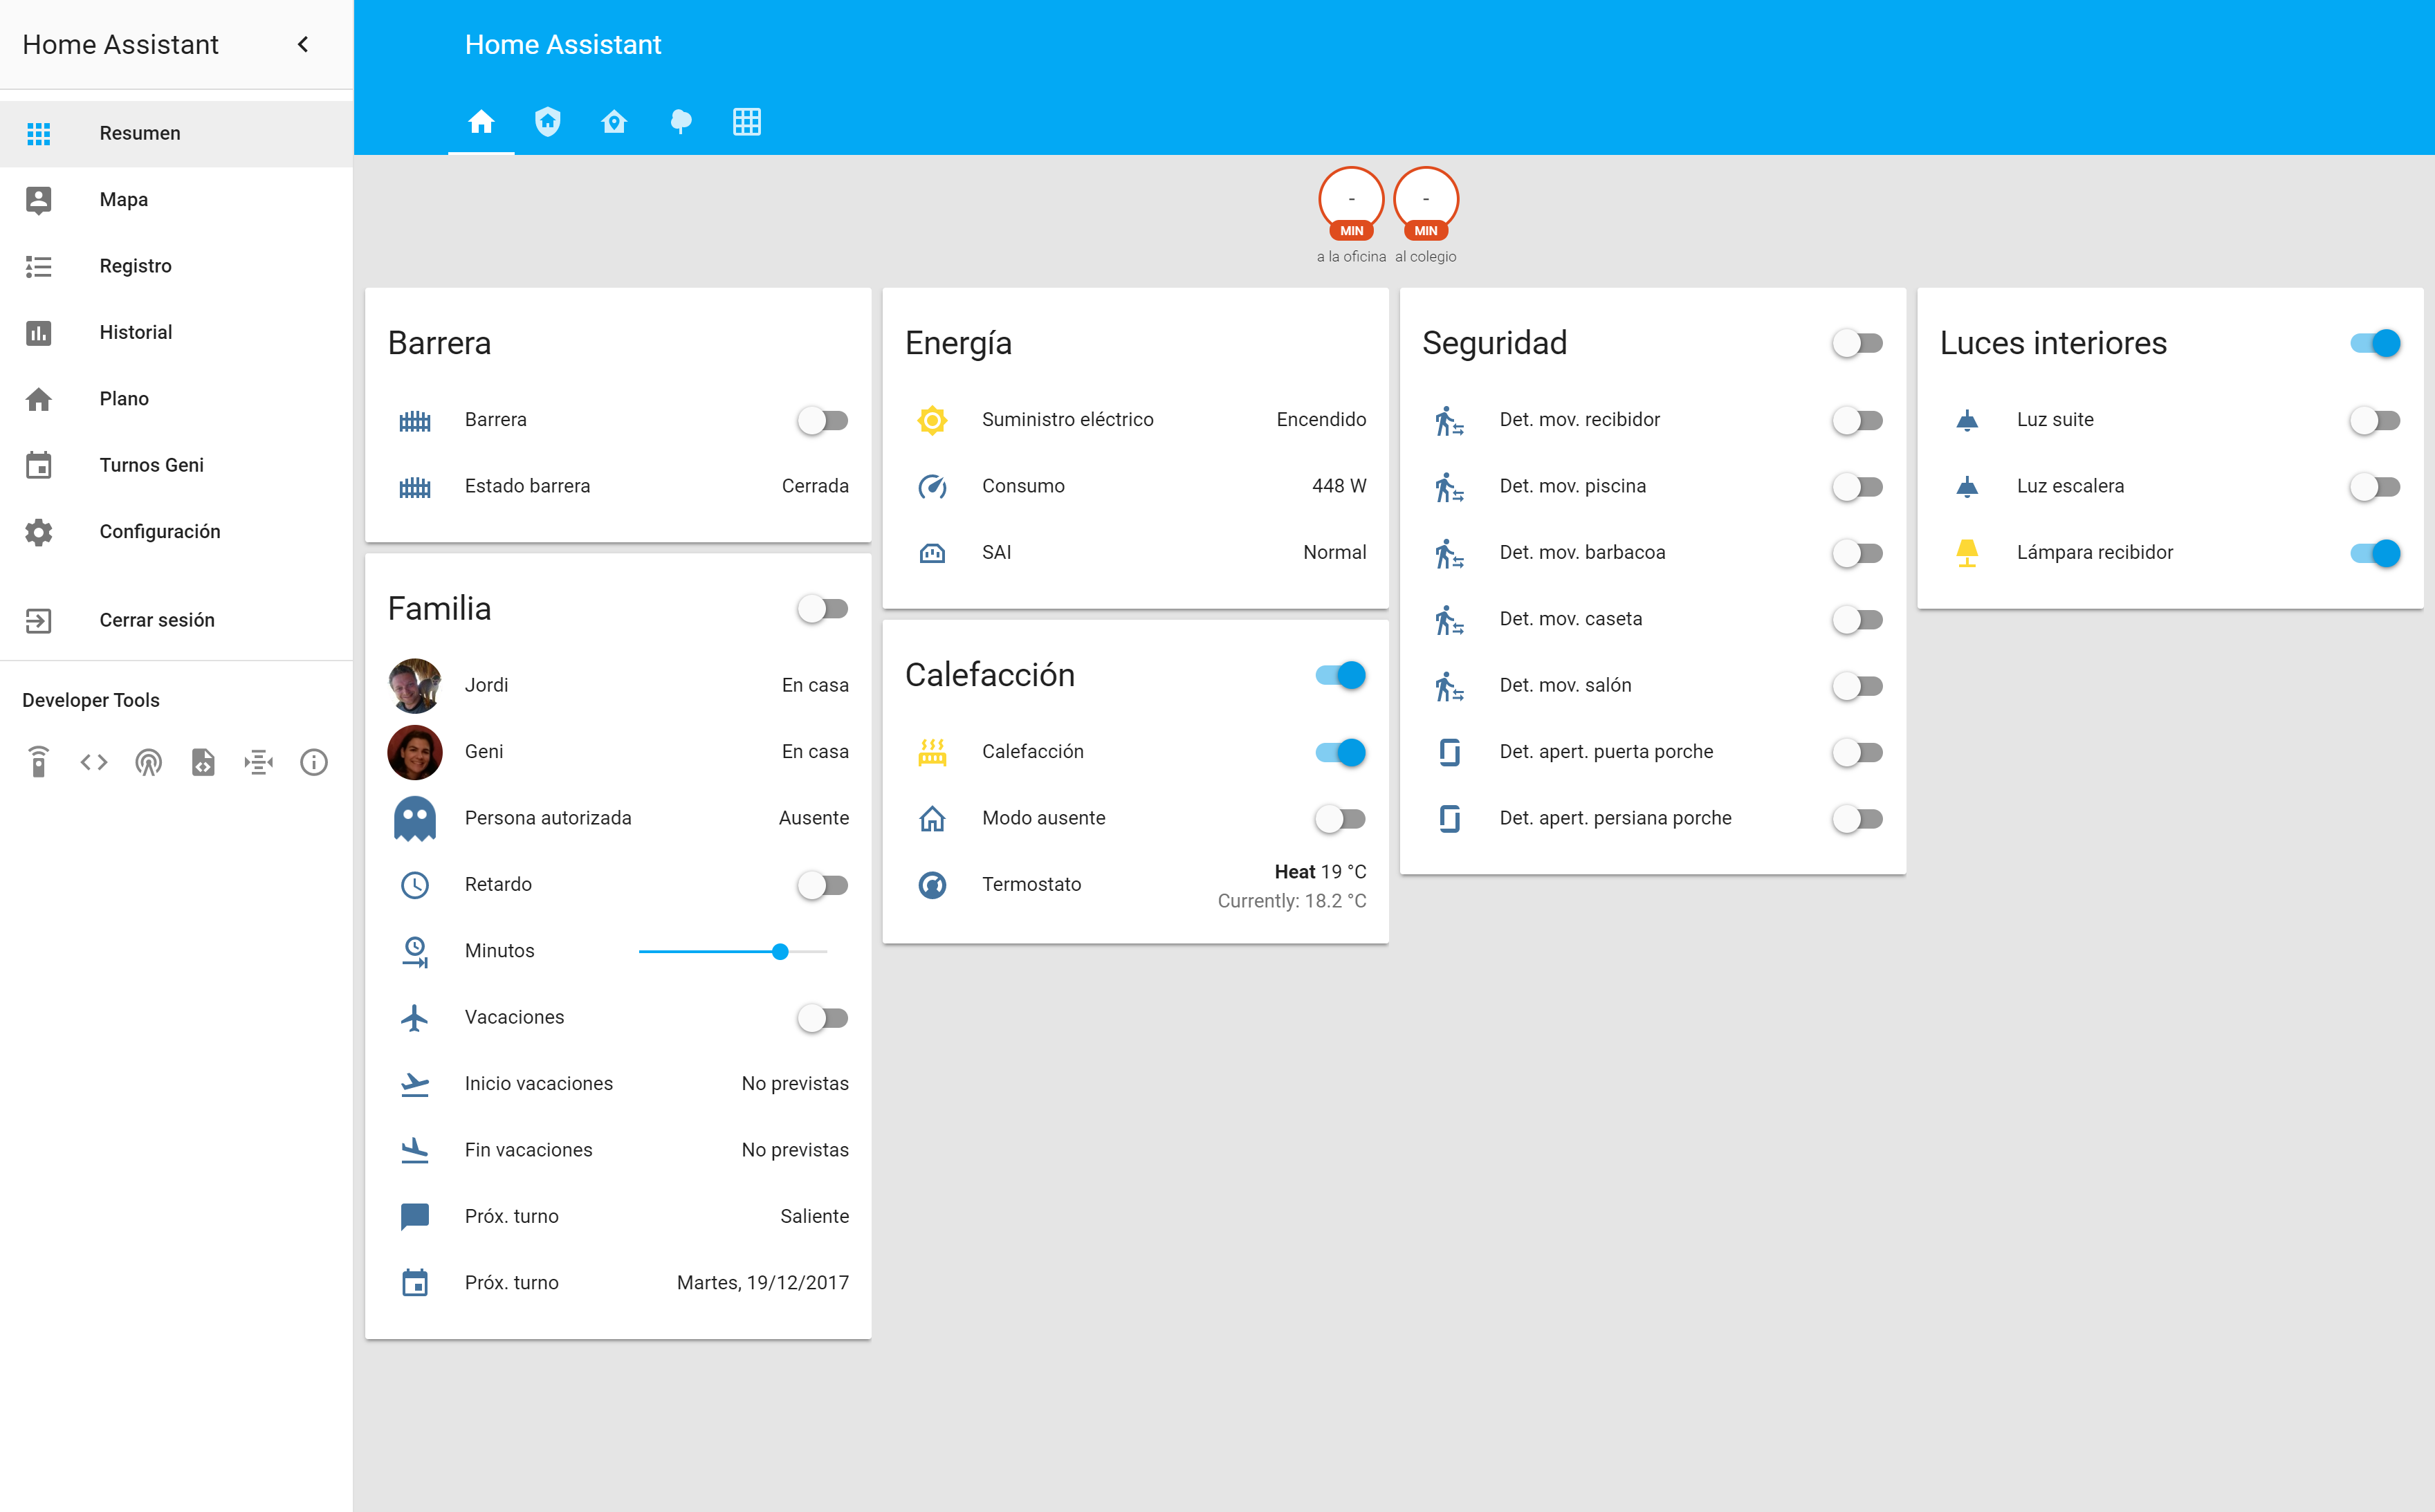 Home Assistant
Resumen
Mapa
Registro
Historial
Plano
Turnos Geni
Configuración
Cerrar sesión
Developer Tools
Home Assistant
-
MIN
a la oficina
-
MIN
al colegio
Barrera
Barrera
Estado barrera Cerrada
Familia
Jordi En casa
Geni En casa
Persona autorizada Ausente
Retardo
Minutos
Vacaciones
Inicio vacaciones No previstas
Fin vacaciones No previstas
Próx. turno Saliente
Próx. turno Martes, 19/12/2017
Energía
Suministro eléctrico Encendido
Consumo 448 W
SAI Normal
Calefacción
Calefacción
Modo ausente
Termostato Heat 19 °C
Currently: 18.2 °C
Seguridad
Det. mov. recibidor
Det. mov. piscina
Det. mov. barbacoa
Det. mov. caseta
Det. mov. salón
Det. apert. puerta porche
Det. apert. persiana porche
Luces interiores
Luz suite
Luz escalera
Lámpara recibidor